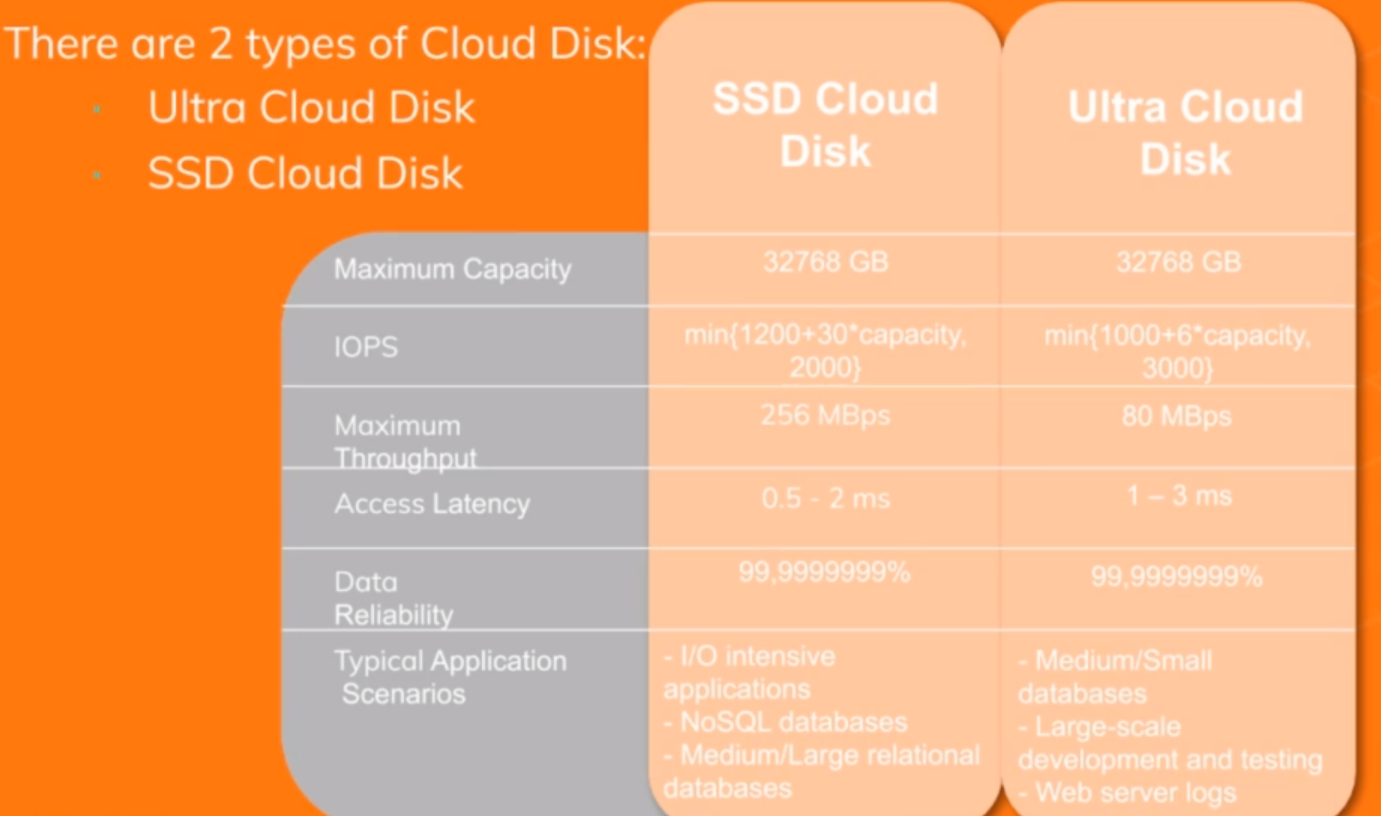 There are 2 types of Cloud Disk:
· Ultra Cloud Disk
· SSD Cloud Disk
SSD Cloud
Disk
Ultra Cloud
Disk
Maximum Capacity
32768 GB
32768 GB
IOPS
min{1200+30*capacity,
2000}
min{1000+6*capacity,
3000}
Maximum
Throughput
256 MBps
80 MBps
Access Latency
0.5 - 2 ms
1 – 3 ms
Data
Reliability
99,9999999%
99,9999999%
Typical Application
Scenarios
- I/O intensive
applications
- NoSQL databases
- Medium/Large relational
databases
- Medium/Small
databases
- Large-scale
development and testing
- Web server logs